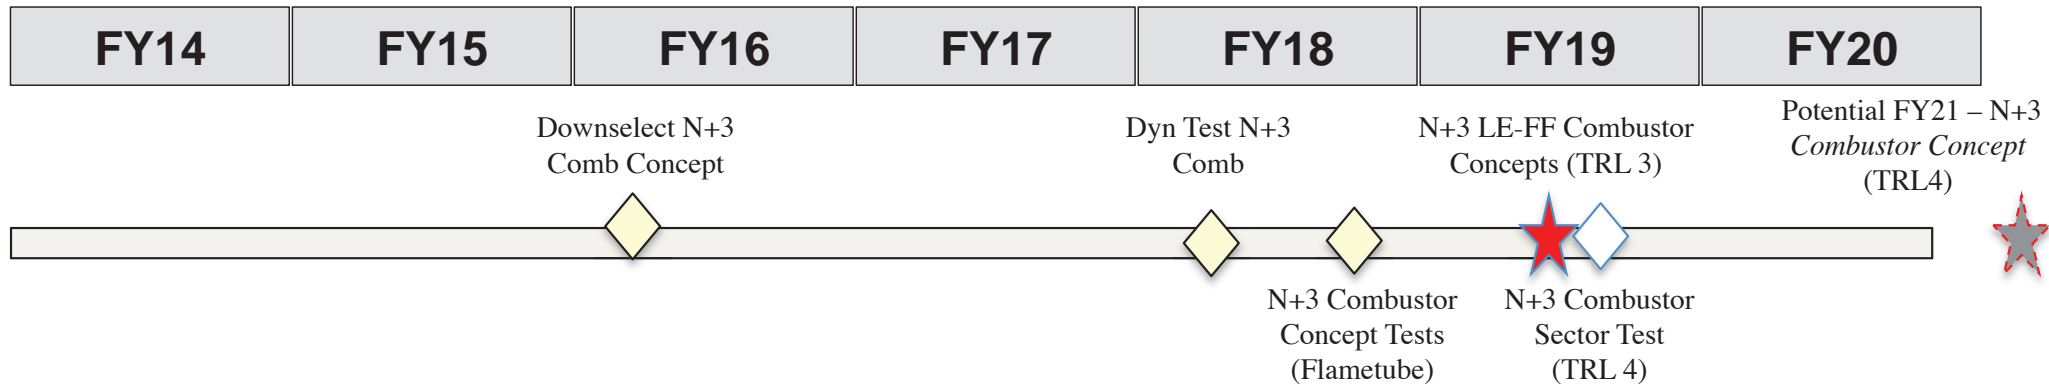 FY14
FY15
FY16
FY17
FY18
FY19
FY20
Downselect N+3
Comb Concept
Dyn Test N+3
Comb
N+3 LE-FF Combustor
Concepts (TRL 3)
Potential FY21 – N+3
Combustor Concept
(TRL4)
N+3 Combustor
Concept Tests
(Flametube)
N+3 Combustor
Sector Test
(TRL 4)